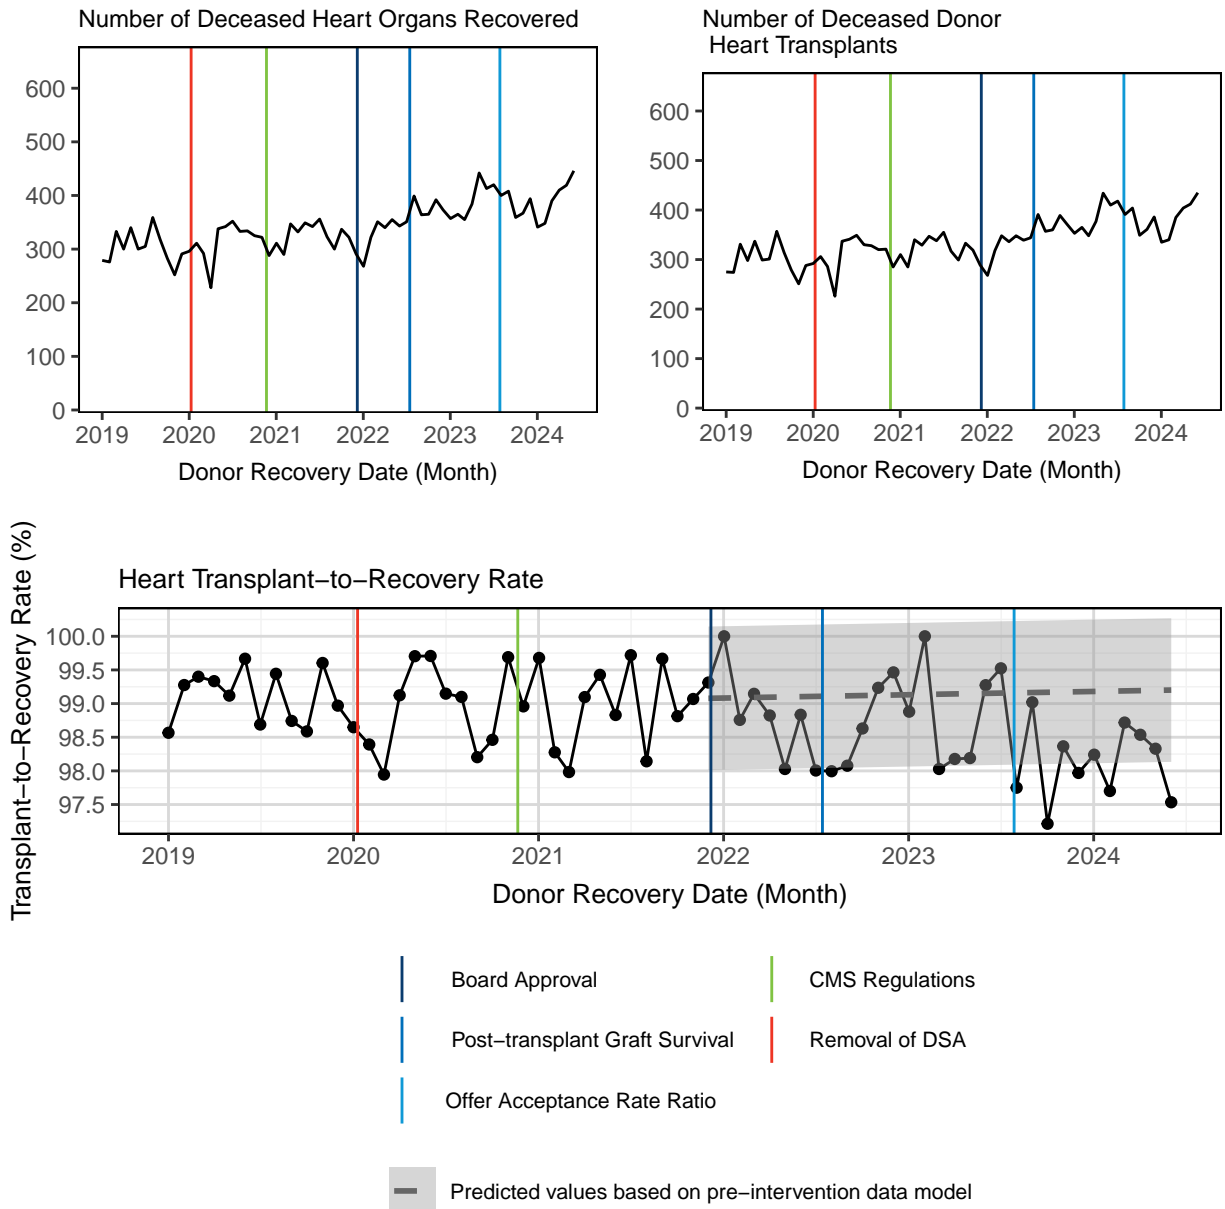 Number of Deceased Heart Organs Recovered
600
500
400
300
200
100
0
2019 2020 2021 2022 2023 2024
Donor Recovery Date (Month)
Number of Deceased Donor
Heart Transplants
600
500
400
300
200
100
0
2019 2020 2021 2022 2023 2024
Donor Recovery Date (Month)
Heart Transplant−to−Recovery Rate
Transplant−to−Recovery Rate (%)
100.0
99.5
99.0
98.5
98.0
97.5
2019 2020 2021 2022 2023 2024
Donor Recovery Date (Month)
Board Approval
Post−transplant Graft Survival
Offer Acceptance Rate Ratio
CMS Regulations
Removal of DSA
Predicted values based on pre−intervention data model